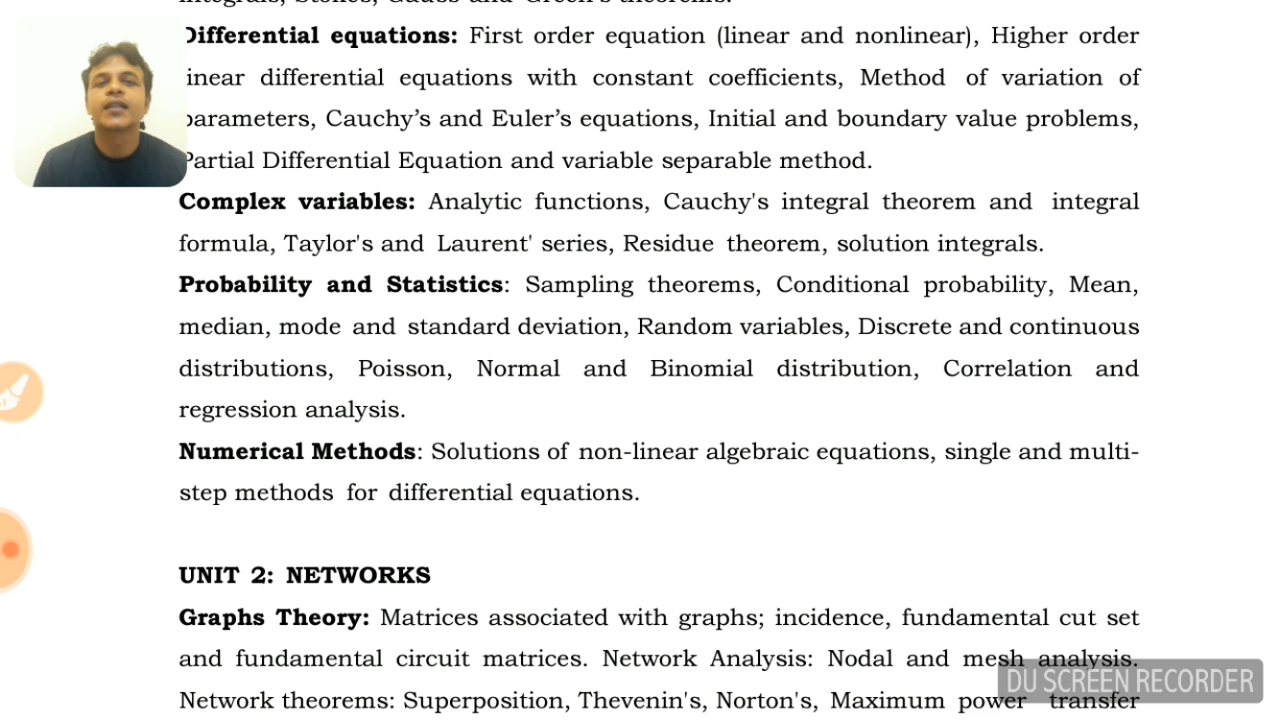 integrals, Stokes, Gauss and Green's theorems.
Differential equations: First order equation (linear and nonlinear), Higher order
linear differential equations with constant coefficients, Method of variation of
parameters, Cauchy's and Euler's equations, Initial and boundary value problems,
Partial Differential Equation and variable separable method.
Complex variables: Analytic functions, Cauchy's integral theorem and integral
formula, Taylor's and Laurent' series, Residue theorem, solution integrals.
Probability and Statistics: Sampling theorems, Conditional probability, Mean,
median, mode and standard deviation, Random variables, Discrete and continuous
distributions, Poisson, Normal and Binomial distribution, Correlation and
regression analysis.
Numerical Methods: Solutions of non-linear algebraic equations, single and multi-
step methods for differential equations.
UNIT 2: NETWORKS
Graphs Theory: Matrices associated with graphs; incidence, fundamental cut set
and fundamental circuit matrices. Network Analysis: Nodal and mesh analysis.
Network theorems: Superposition, Thevenin's, Norton's, Maximum power transfer
DU SCREEN RECORDER